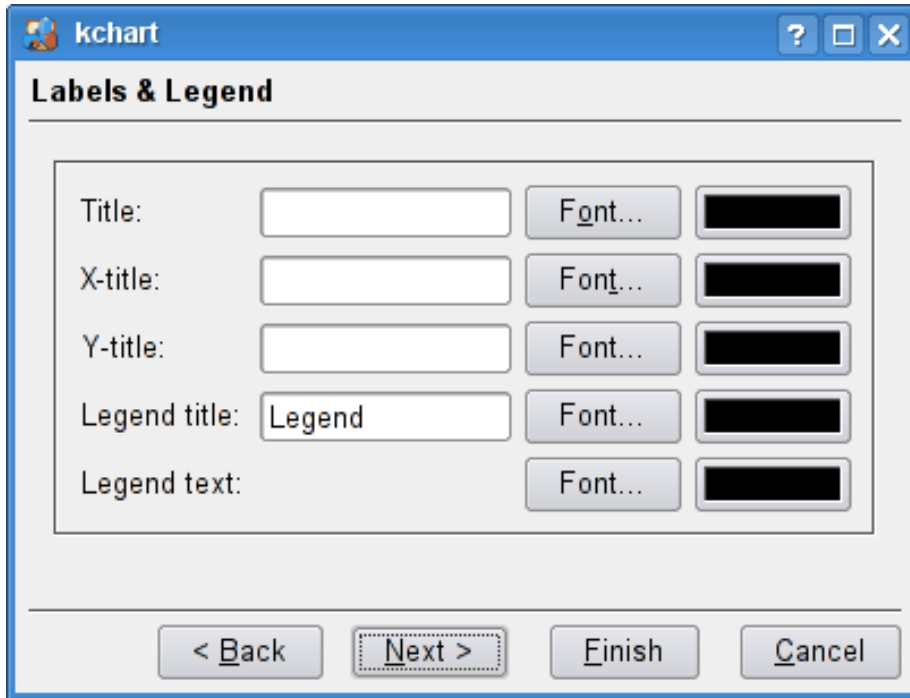 kchart
Labels & Legend
Title: Font...
X-title: Font...
Y-title: Font...
Legend title: Legend Font...
Legend text: Font...
< Back Next > Finish Cancel